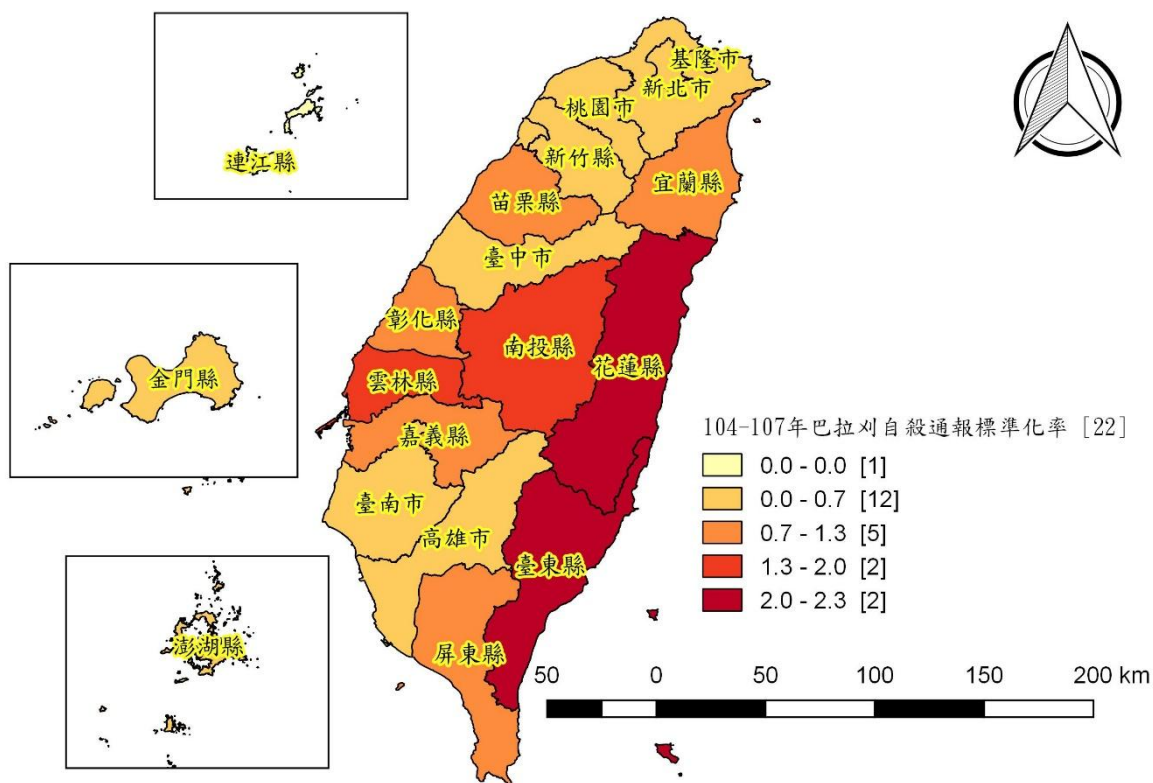 基隆市
新北市
桃園市
新竹縣
連江縣
宜蘭縣
苗栗縣
臺中市
彰化縣
南投縣
花蓮縣
金門縣
雲林縣
嘉義縣
104-107年巴拉刈自殺通報標準化率 [22]
0.0 - 0.0 [1]
0.0 - 0.7 [12]
0.7 - 1.3 [5]
1.3 - 2.0 [2]
2.0 - 2.3 [2]
臺南市
高雄市
臺東縣
澎湖縣
屏東縣
50 0 50 100 150 200 km